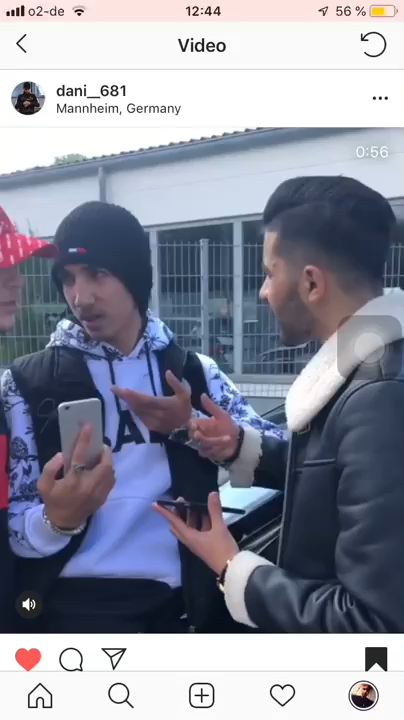 o2-de 12:44 56 %
Video
dani__681
Mannheim, Germany
0:56